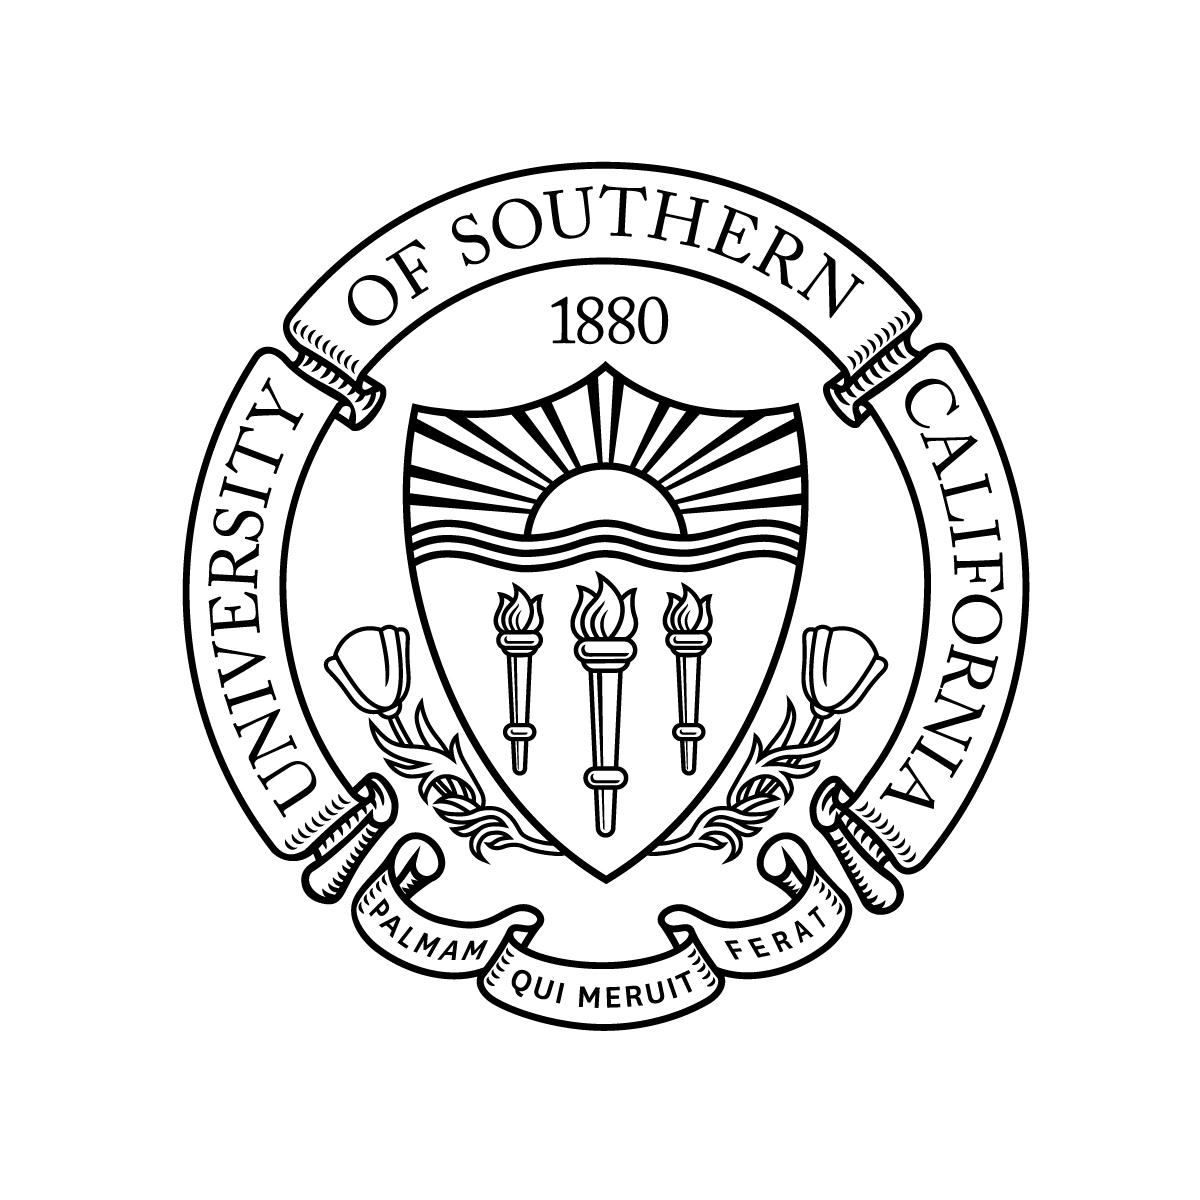 UNIVERSITY OF SOUTHERN CALIFORNIA
1880
PALMAM QUI MERUIT FERAT